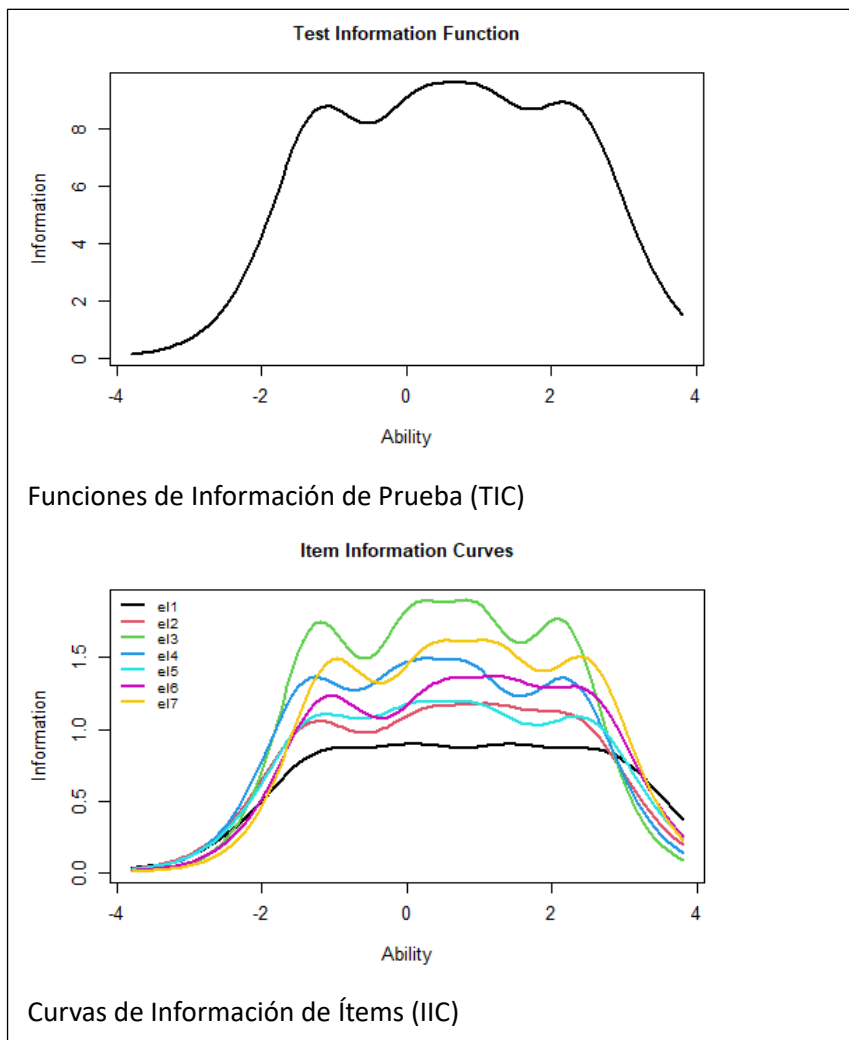 Test Information Function
8
6
4
2
0
Information
-4 -2 0 2 4
Ability
Funciones de Información de Prueba (TIC)
Item Information Curves
el1
el2
el3
el4
el5
el6
el7
1.5
1.0
0.5
0.0
Information
-4 -2 0 2 4
Ability
Curvas de Información de Ítems (IIC)